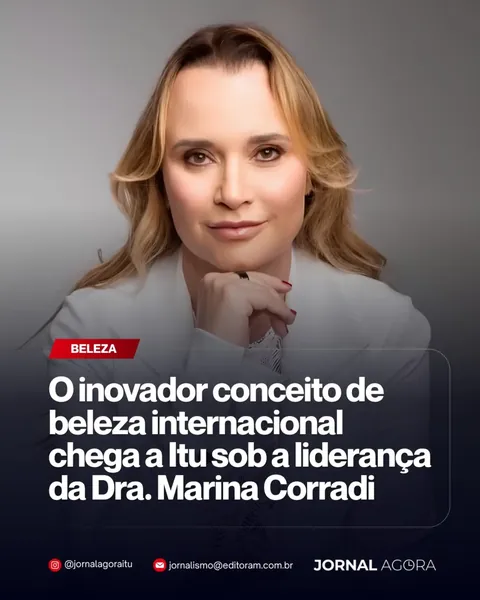 BELEZA
O inovador conceito de
beleza internacional
chega a Itu sob a liderança
da Dra. Marina Corradi
@jornalagoraitu jornalismo@editoram.com.br JORNAL AGORA